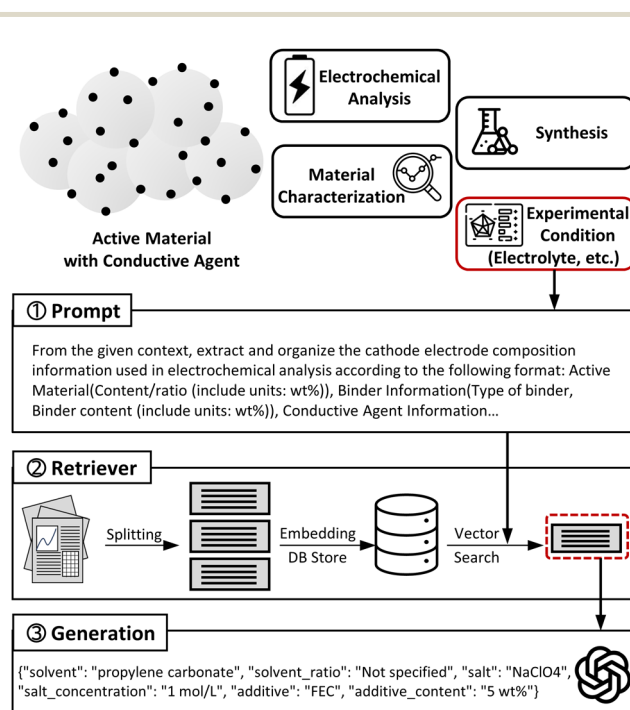 Electrochemical
Analysis
Synthesis
Material
Characterization
Active Material
with Conductive Agent
Experimental
Condition
(Electrolyte, etc.)
① Prompt
From the given context, extract and organize the cathode electrode composition
information used in electrochemical analysis according to the following format: Active
Material(Content/ratio (include units: wt%)), Binder Information(Type of binder,
Binder content (include units: wt%)), Conductive Agent Information...
② Retriever
Splitting
Embedding
DB Store
Vector
Search
③ Generation
{"solvent": "propylene carbonate", "solvent_ratio": "Not specified", "salt": "NaClO4",
"salt_concentration": "1 mol/L", "additive": "FEC", "additive_content": "5 wt%"}